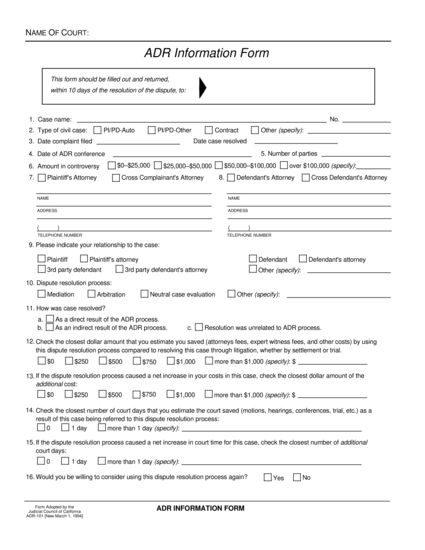 NAME OF COURT:
ADR Information Form
This form should be filled out and returned,
within 10 days of the resolution of the dispute, to:
1. Case name: No.
2. Type of civil case: PI/PD-Auto PI/PD-Other Contract Other (specify):
3. Date complaint filed Date case resolved
4. Date of ADR conference 5. Number of parties
6. Amount in controversy $0–$25,000 $25,000–$50,000 $50,000–$100,000 over $100,000 (specify):
7. Plaintiff's Attorney Cross Complainant's Attorney 8. Defendant's Attorney Cross Defendant's Attorney
NAME NAME
ADDRESS ADDRESS
( ) ( )
TELEPHONE NUMBER TELEPHONE NUMBER
9. Please indicate your relationship to the case:
Plaintiff Plaintiff's attorney Defendant Defendant's attorney
3rd party defendant 3rd party defendant's attorney Other (specify):
10. Dispute resolution process:
Mediation Arbitration Neutral case evaluation Other (specify):
11. How was case resolved?
a. As a direct result of the ADR process.
b. As an indirect result of the ADR process. c. Resolution was unrelated to ADR process.
12. Check the closest dollar amount that you estimate you saved (attorneys fees, expert witness fees, and other costs) by using
this dispute resolution process compared to resolving this case through litigation, whether by settlement or trial.
$0 $250 $500 $750 $1,000 more than $1,000 (specify): $
13. If the dispute resolution process caused a net increase in your costs in this case, check the closest dollar amount of the
additional cost:
$0 $250 $500 $750 $1,000 more than $1,000 (specify): $
14. Check the closest number of court days that you estimate the court saved (motions, hearings, conferences, trial, etc.) as a
result of this case being referred to this dispute resolution process:
0 1 day more than 1 day (specify):
15. If the dispute resolution process caused a net increase in court time for this case, check the closest number of additional
court days:
0 1 day more than 1 day (specify):
16. Would you be willing to consider using this dispute resolution process again? Yes No
Form Adopted by the
Judicial Council of California
ADR-101 [New March 1, 1994]
ADR INFORMATION FORM